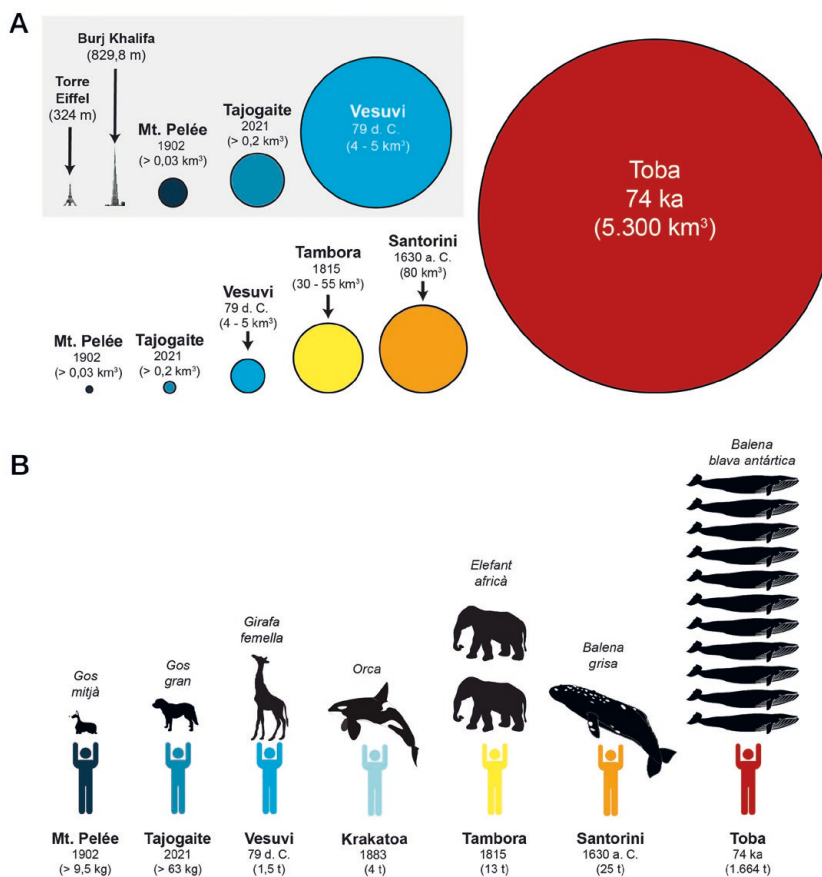 A
Burj Khalifa
(829,8 m)
Torre
Eiffel
(324 m)
Mt. Pelée
1902
(> 0,03 km³)
Tajogaite
2021
(> 0,2 km³)
Vesuvi
79 d. C.
(4 - 5 km³)
Toba
74 ka
(5.300 km³)
Mt. Pelée
1902
(> 0,03 km³)
Tajogaite
2021
(> 0,2 km³)
Vesuvi
79 d. C.
(4 - 5 km³)
Tambora
1815
(30 - 55 km³)
Santorini
1630 a. C.
(80 km³)
B
Gos
mitjà
Gos
gran
Girafa
femella
Orca
Elefant
africà
Balena
grisa
Balena
blava antártica
Mt. Pelée
1902
(> 9,5 kg)
Tajogaite
2021
(> 63 kg)
Vesuvi
79 d. C.
(1,5 t)
Krakatoa
1883
(4 t)
Tambora
1815
(13 t)
Santorini
1630 a. C.
(25 t)
Toba
74 ka
(1.664 t)